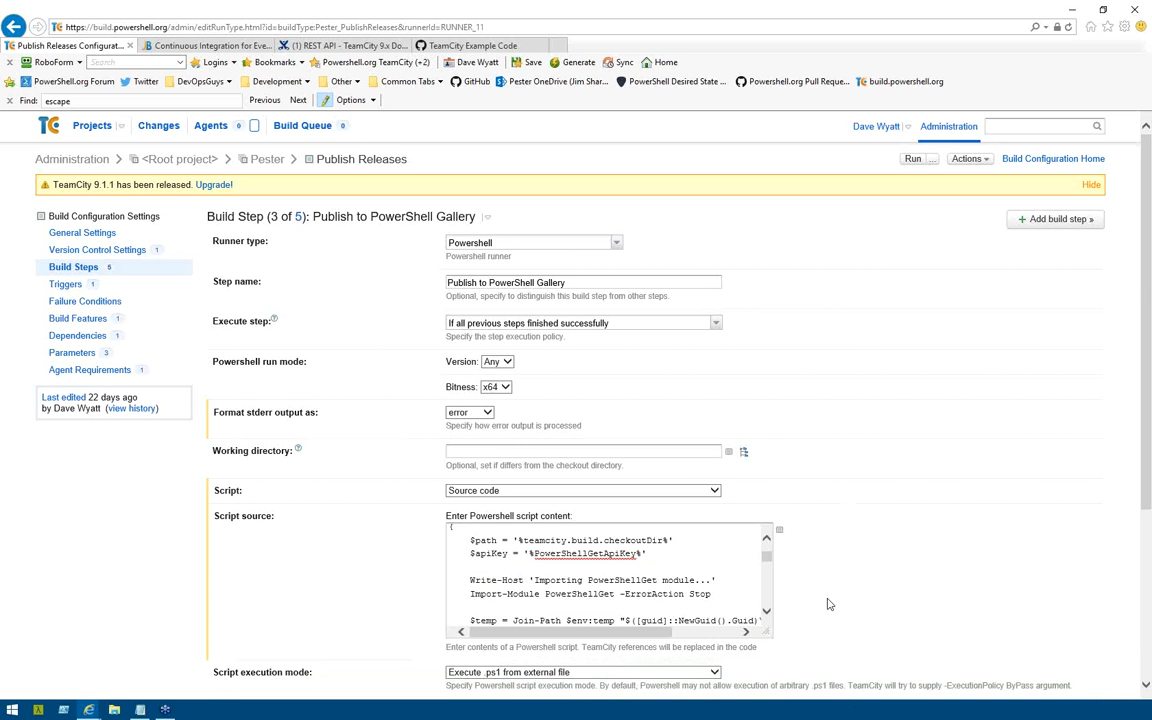 https://build.powershell.org/admin/editRunType.html?id=buildType:Pester_PublishReleases&runnerId=RUNNER_11
Publish Releases Configurat...
Continuous Integration for Eve...
(1) REST API - TeamCity 9.x Do...
TeamCity Example Code
RoboForm
Search
Logins
Bookmarks
Powershell.org TeamCity (+2)
Dave Wyatt
Save
Generate
Sync
Home
PowerShell.org Forum
Twitter
DevOpsGuys
Development
Other
Common Tabs
GitHub
Pester OneDrive (Jim Shar...
PowerShell Desired State ...
Powershell.org Pull Reque...
build.powershell.org
Find: escape
Previous
Next
Options
TC
Projects
Changes
Agents 0
Build Queue 0
Dave Wyatt
Administration
Administration
<Root project>
Pester
Publish Releases
Run ...
Actions
Build Configuration Home
TeamCity 9.1.1 has been released. Upgrade!
Hide
Build Configuration Settings
General Settings
Version Control Settings 1
Build Steps 5
Triggers 1
Failure Conditions
Build Features 1
Dependencies 1
Parameters 3
Agent Requirements 1
Last edited 22 days ago
by Dave Wyatt (view history)
Build Step (3 of 5): Publish to PowerShell Gallery
+ Add build step »
Runner type:
Powershell
Powershell runner
Step name:
Publish to PowerShell Gallery
Optional, specify to distinguish this build step from other steps.
Execute step:
If all previous steps finished successfully
Specify the step execution policy.
Powershell run mode:
Version: Any
Bitness: x64
Format stderr output as:
error
Specify how error output is processed
Working directory:
Optional, set if differs from the checkout directory.
Script:
Source code
Script source:
Enter Powershell script content:
{
$path = '%teamcity.build.checkoutDir%'
$apiKey = '%PowerShellGetApiKey%'
Write-Host 'Importing PowerShellGet module...'
Import-Module PowerShellGet -ErrorAction Stop
$temp = Join-Path $env:temp "$([guid]::NewGuid().Guid)
Enter contents of a Powershell script. TeamCity references will be replaced in the code
Script execution mode:
Execute .ps1 from external file
Specify Powershell script execution mode. By default, Powershell may not allow execution of arbitrary .ps1 files. TeamCity will try to supply -ExecutionPolicy ByPass argument.